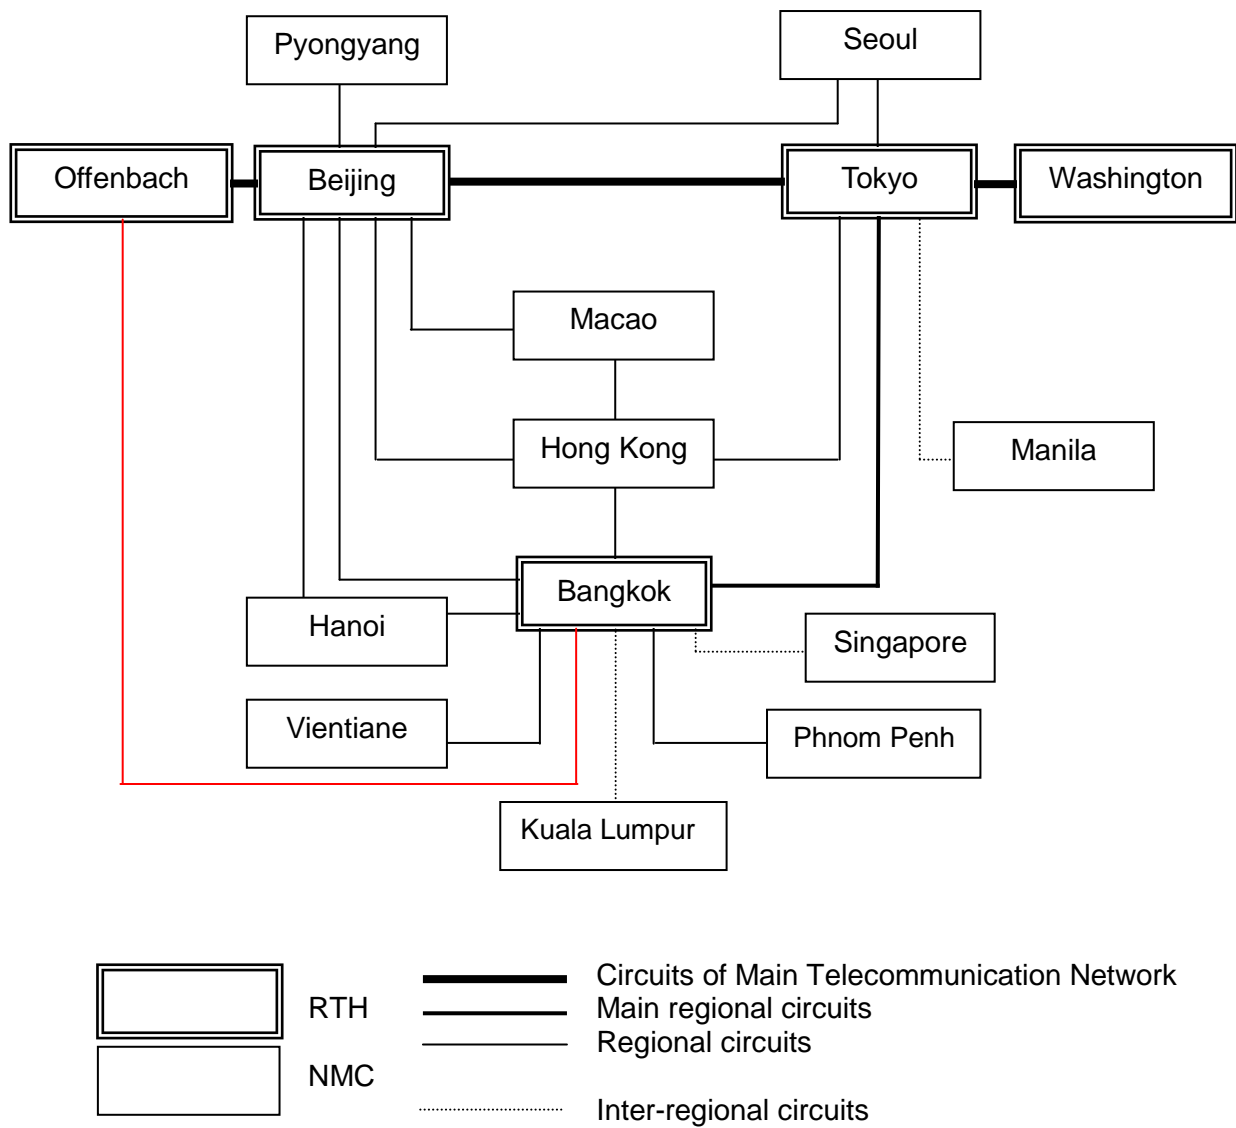 Pyongyang
Seoul
Offenbach
Beijing
Tokyo
Washington
Macao
Hong Kong
Manila
Bangkok
Hanoi
Singapore
Vientiane
Phnom Penh
Kuala Lumpur
RTH
NMC
Circuits of Main Telecommunication Network
Main regional circuits
Regional circuits
Inter-regional circuits